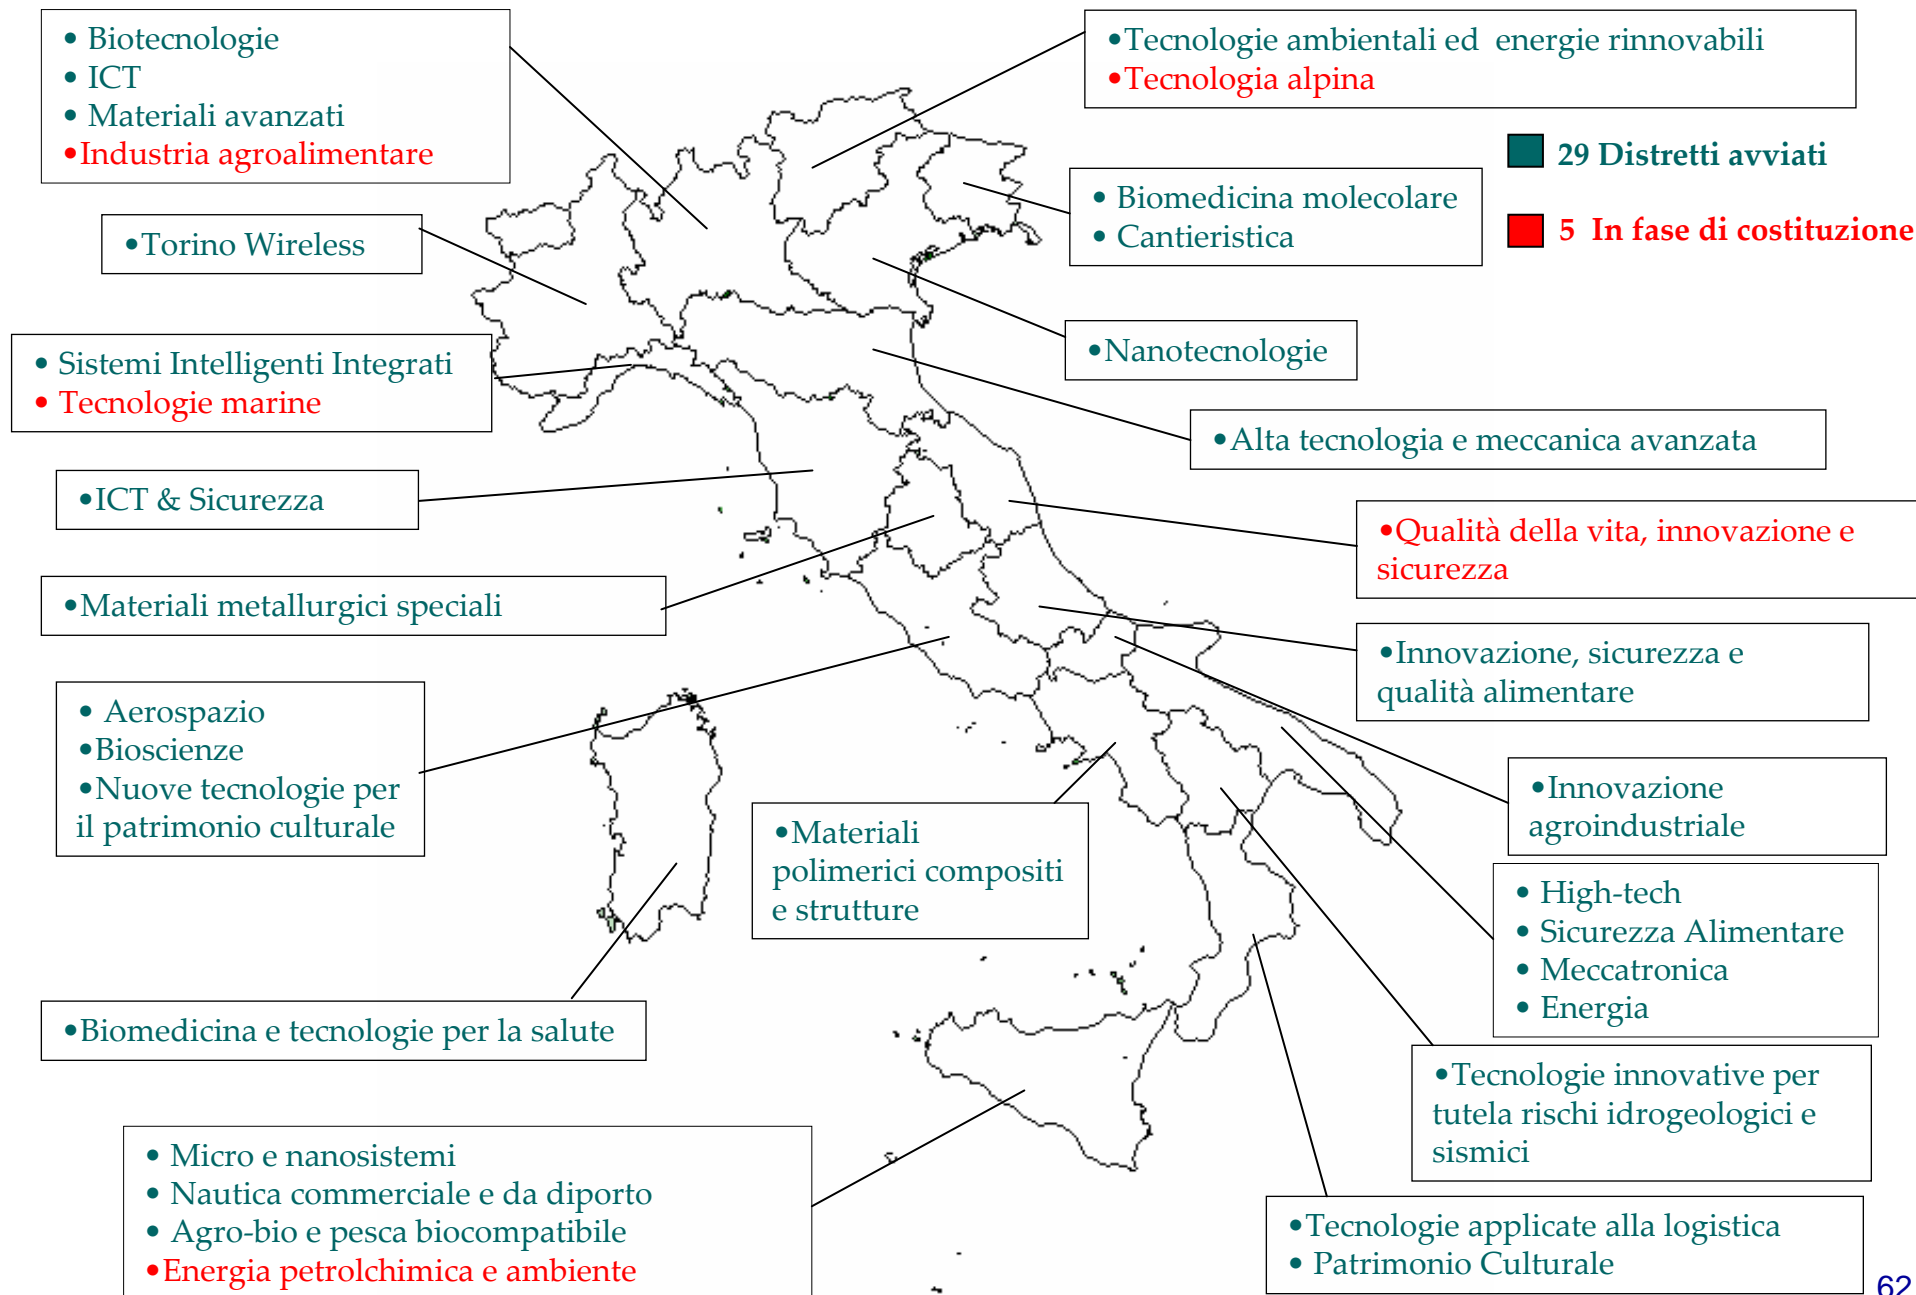 • Biotecnologie
• ICT
• Materiali avanzati
•Industria agroalimentare
•Tecnologie ambientali ed energie rinnovabili
•Tecnologia alpina
29 Distretti avviati
5 In fase di costituzione
• Biomedicina molecolare
• Cantieristica
•Torino Wireless
•Nanotecnologie
• Sistemi Intelligenti Integrati
• Tecnologie marine
•Alta tecnologia e meccanica avanzata
•ICT & Sicurezza
•Qualità della vita, innovazione e
sicurezza
•Materiali metallurgici speciali
•Innovazione, sicurezza e
qualità alimentare
• Aerospazio
•Bioscienze
•Nuove tecnologie per
il patrimonio culturale
•Materiali
polimerici compositi
e strutture
•Innovazione
agroindustriale
• High-tech
• Sicurezza Alimentare
• Meccatronica
• Energia
•Biomedicina e tecnologie per la salute
•Tecnologie innovative per
tutela rischi idrogeologici e
sismici
• Micro e nanosistemi
• Nautica commerciale e da diporto
• Agro-bio e pesca biocompatibile
•Energia petrolchimica e ambiente
•Tecnologie applicate alla logistica
• Patrimonio Culturale
62